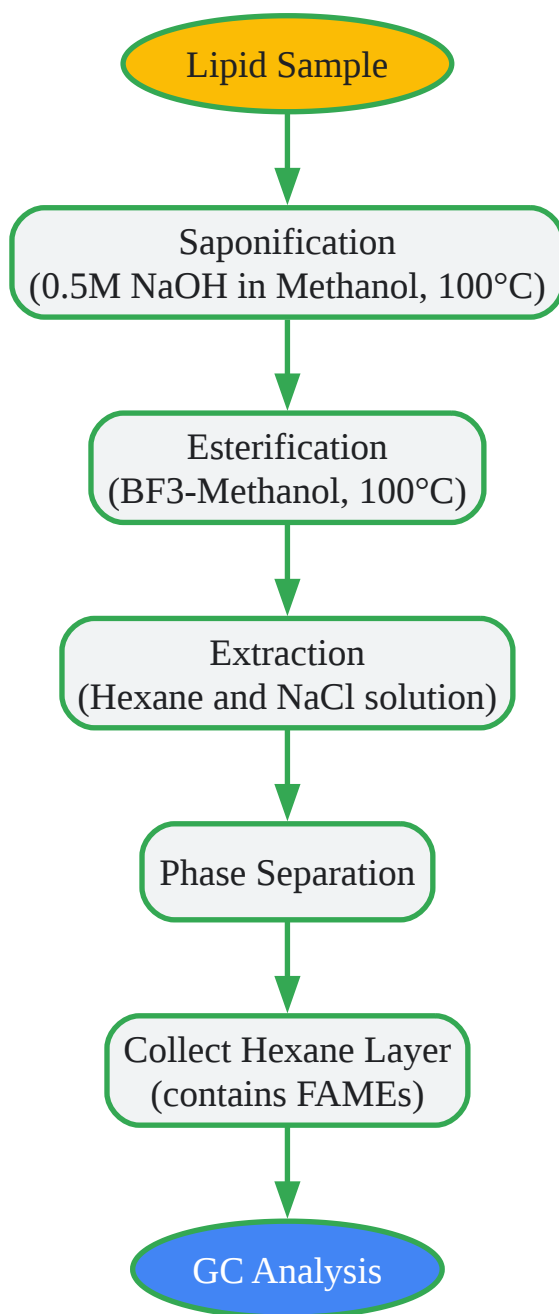 Lipid Sample
Saponification
(0.5M NaOH in Methanol, 100°C)
Esterification
(BF3-Methanol, 100°C)
Extraction
(Hexane and NaCl solution)
Phase Separation
Collect Hexane Layer
(contains FAMEs)
GC Analysis